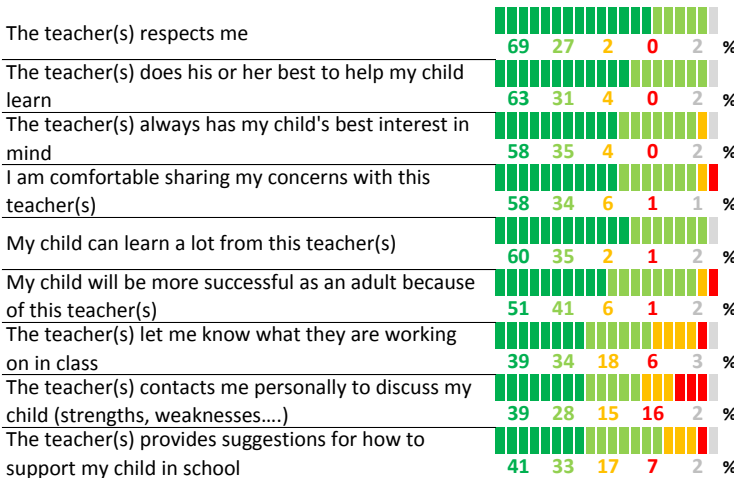 The teacher(s) respects me
69 27 2 0 2 %
The teacher(s) does his or her best to help my child
learn
63 31 4 0 2 %
The teacher(s) always has my child's best interest in
mind
58 35 4 0 2 %
I am comfortable sharing my concerns with this
teacher(s)
58 34 6 1 1 %
My child can learn a lot from this teacher(s)
60 35 2 1 2 %
My child will be more successful as an adult because
of this teacher(s)
51 41 6 1 2 %
The teacher(s) let me know what they are working
on in class
39 34 18 6 3 %
The teacher(s) contacts me personally to discuss my
child (strengths, weaknesses....)
39 28 15 16 2 %
The teacher(s) provides suggestions for how to
support my child in school
41 33 17 7 2 %